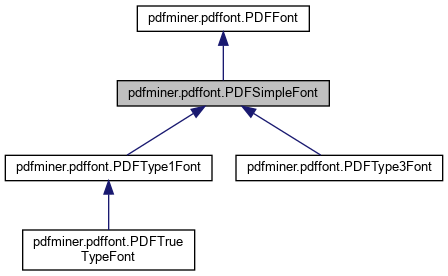 pdfminer.pdffont.PDFFont
pdfminer.pdffont.PDFSimpleFont
pdfminer.pdffont.PDFType1Font
pdfminer.pdffont.PDFType3Font
pdfminer.pdffont.PDFTrue
TypeFont